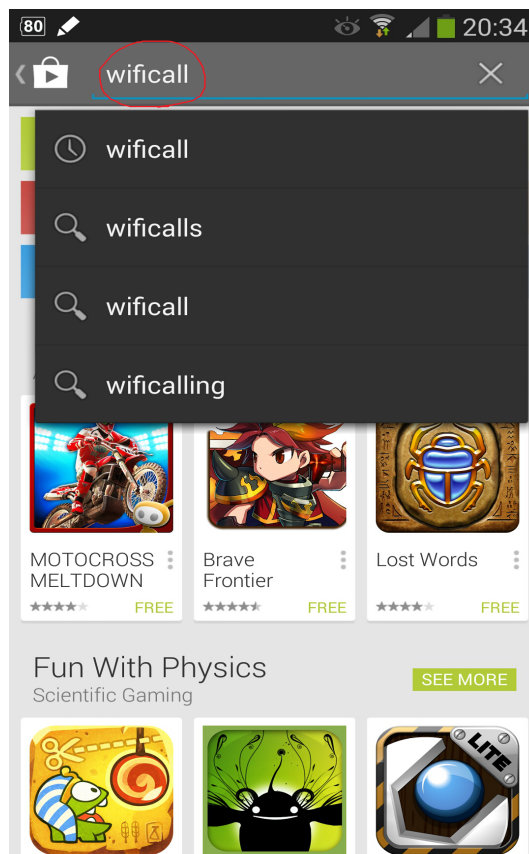 80 20:34
wificall
wificall
wificalls
wificall
wificalling
MOTOCROSS MELTDOWN
FREE
Brave Frontier
FREE
Lost Words
FREE
Fun With Physics
SEE MORE
Scientific Gaming
LITE